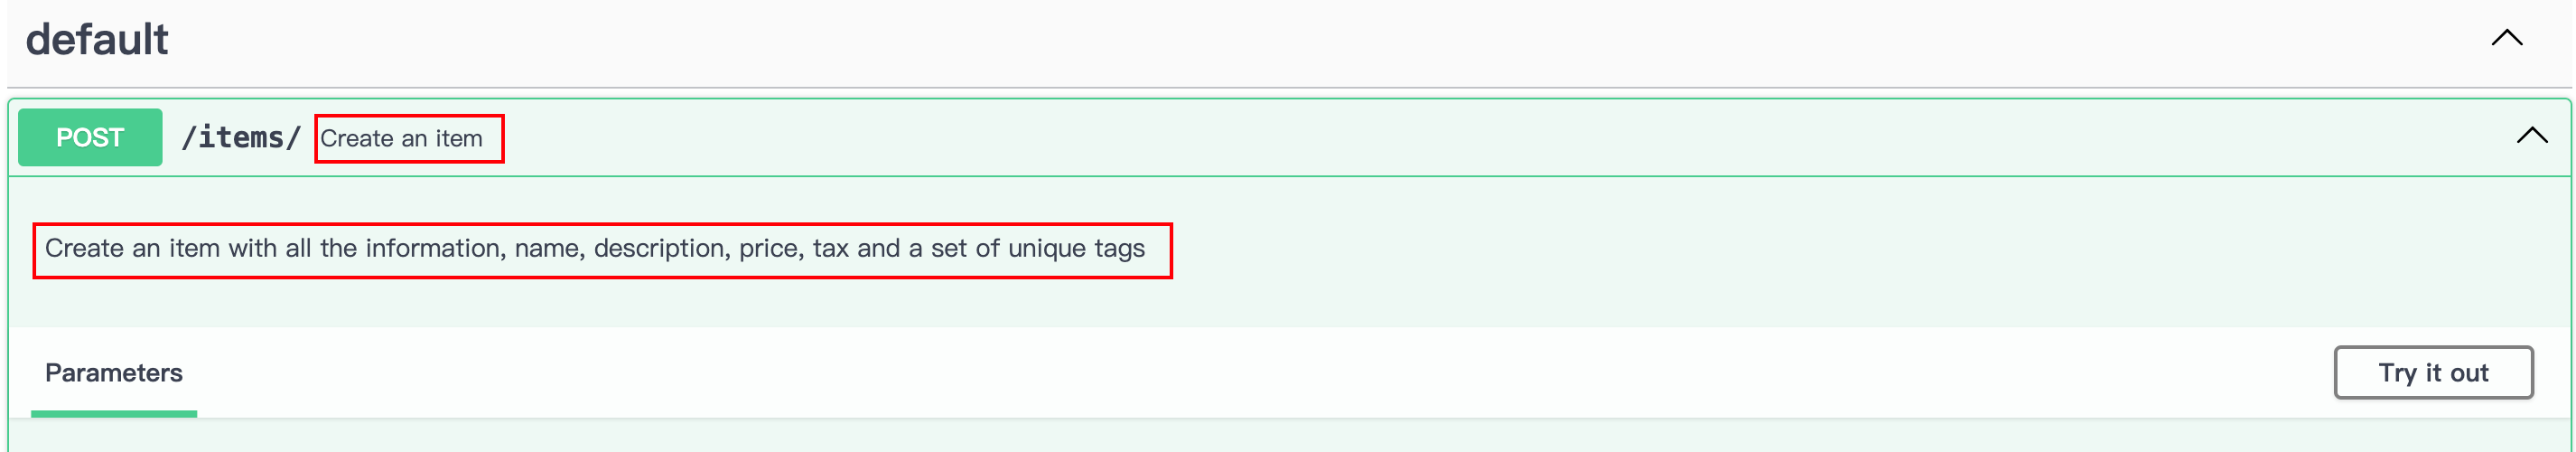 default
POST /items/ Create an item
Create an item with all the information, name, description, price, tax and a set of unique tags
Parameters
Try it out